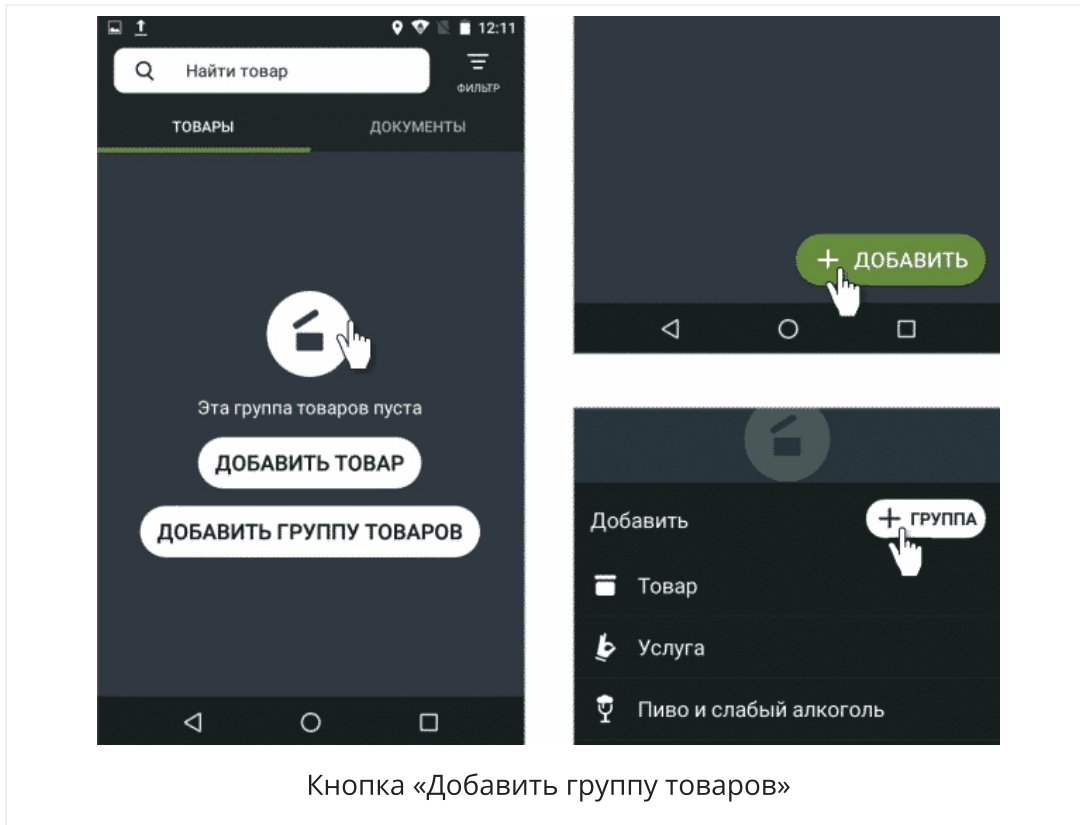 12:11
Найти товар
ФИЛЬТР
ТОВАРЫ
ДОКУМЕНТЫ
Эта группа товаров пуста
ДОБАВИТЬ ТОВАР
ДОБАВИТЬ ГРУППУ ТОВАРОВ
ДОБАВИТЬ
Добавить
ГРУППА
Товар
Услуга
Пиво и слабый алкоголь
Кнопка «Добавить группу товаров»